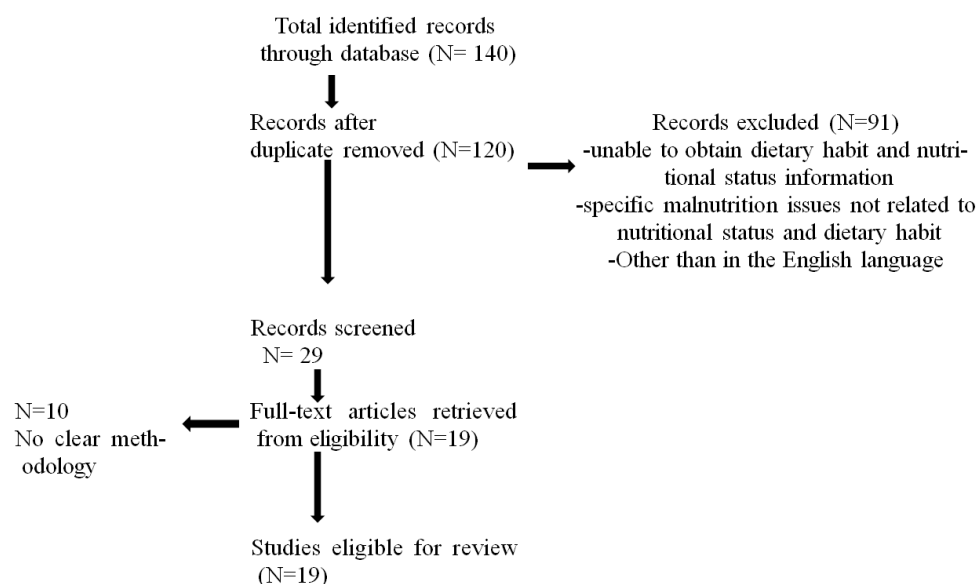 Total identified records
through database (N= 140)
Records after
duplicate removed (N=120)
Records excluded (N=91)
-unable to obtain dietary habit and nutri-
tional status information
-specific malnutrition issues not related to
nutritional status and dietary habit
-Other than in the English language
Records screened
N= 29
Full-text articles retrieved
from eligibility (N=19)
N=10
No clear meth-
odology
Studies eligible for review
(N=19)